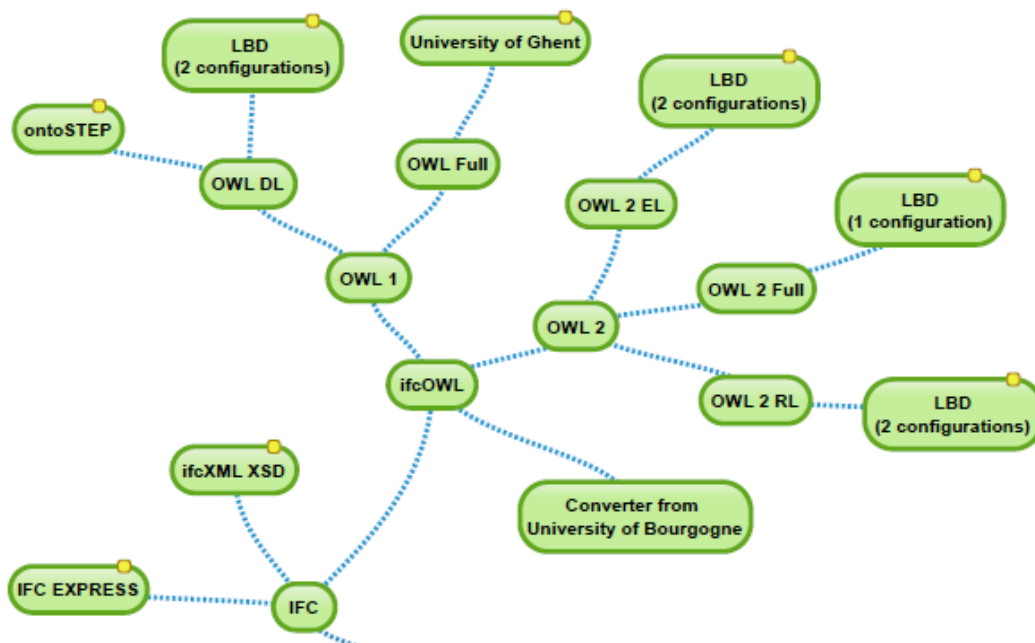 LBD
(2 configurations)
University of Ghent
LBD
(2 configurations)
ontoSTEP
OWL Full
OWL DL
OWL 2 EL
LBD
(1 configuration)
OWL 1
OWL 2 Full
OWL 2
ifcOWL
OWL 2 RL
LBD
(2 configurations)
ifcXML XSD
Converter from
University of Bourgogne
IFC EXPRESS
IFC